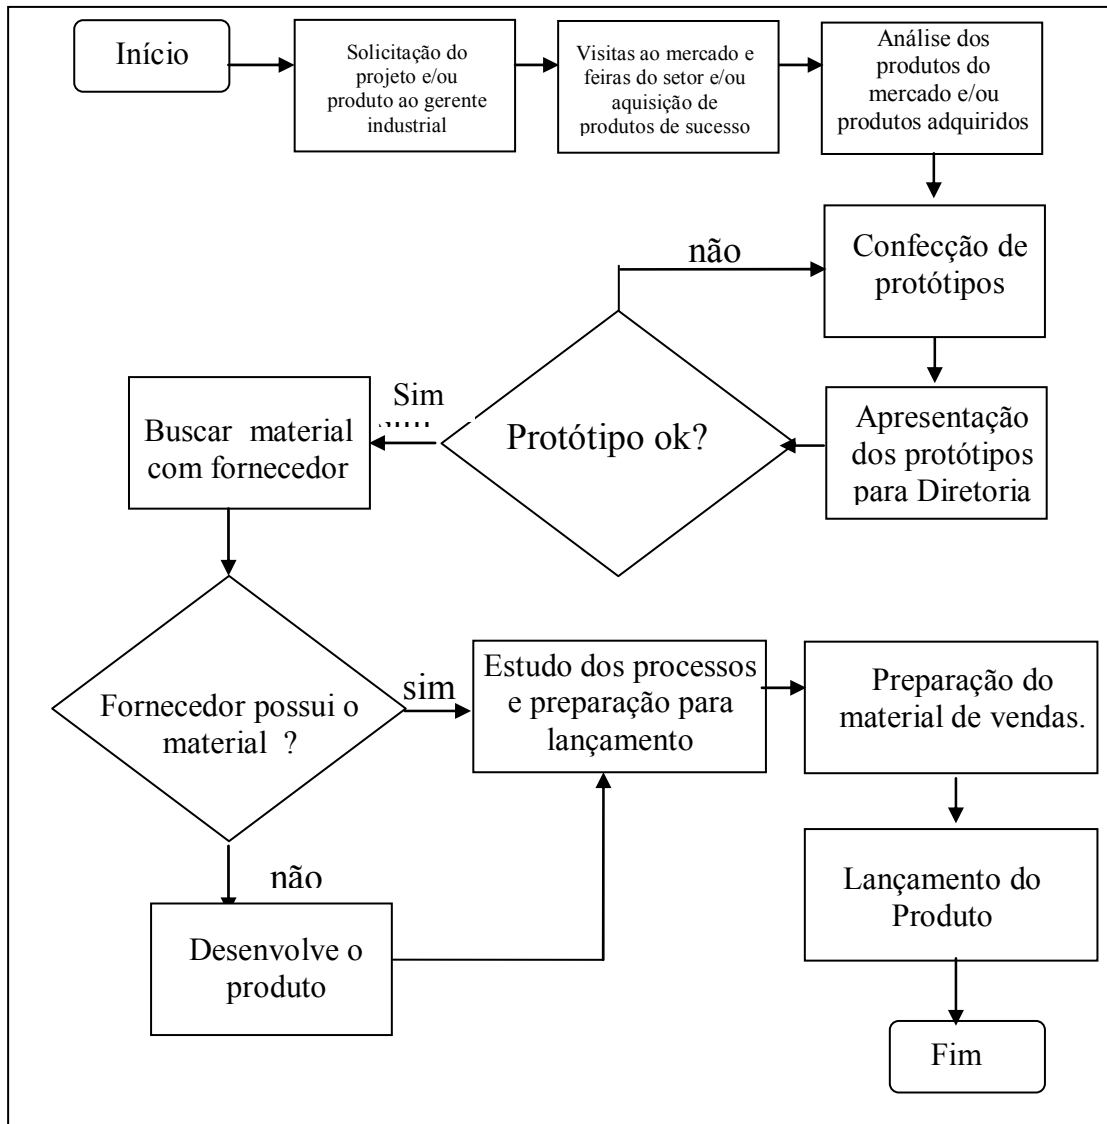 Início
Solicitação do
projeto e/ou
produto ao gerente
industrial
Visitas ao mercado e
feiras do setor e/ou
aquisição de
produtos de sucesso
Análise dos
produtos do
mercado e/ou
produtos adquiridos
não
Confecção de
protótipos
Sim
Buscar material
com fornecedor
Protótipo ok?
Apresentação
dos protótipos
para Diretoria
Fornecedor possui o
material ?
sim
Estudo dos processos
e preparação para
lançamento
Preparação do
material de vendas.
não
Desenvolve o
produto
Lançamento do
Produto
Fim